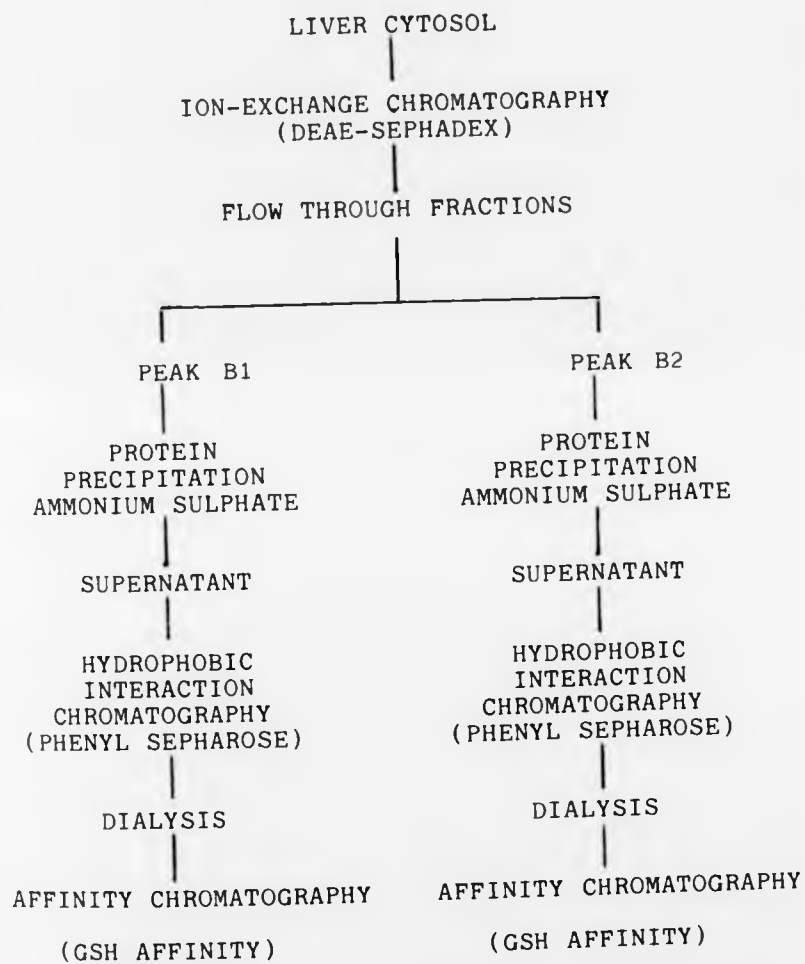 LIVER CYTOSOL
ION-EXCHANGE CHROMATOGRAPHY
(DEAE-SEPHADEX)
FLOW THROUGH FRACTIONS
PEAK B1
PROTEIN
PRECIPITATION
AMMONIUM SULPHATE
SUPERNATANT
HYDROPHOBIC
INTERACTION
CHROMATOGRAPHY
(PHENYL SEPHAROSE)
DIALYSIS
AFFINITY CHROMATOGRAPHY
(GSH AFFINITY)
PEAK B2
PROTEIN
PRECIPITATION
AMMONIUM SULPHATE
SUPERNATANT
HYDROPHOBIC
INTERACTION
CHROMATOGRAPHY
(PHENYL SEPHAROSE)
DIALYSIS
AFFINITY CHROMATOGRAPHY
(GSH AFFINITY)